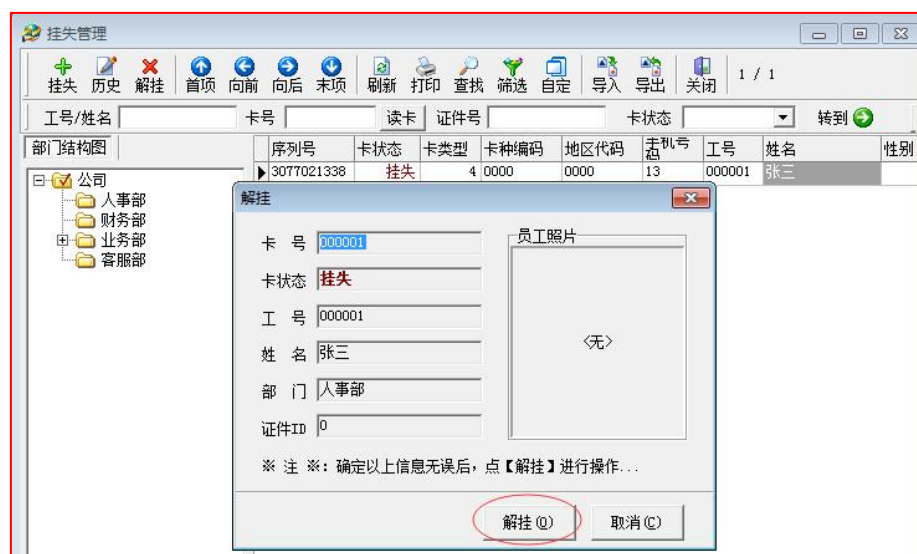 挂失管理
挂失 历史 解挂 首项 向前 向后 末项 刷新 打印 查找 筛选 自定 导入 导出 关闭 1 / 1
工号/姓名 卡号 读卡 证件号 卡状态 转到
部门结构图
序列号 卡状态 卡类型 卡种编码 地区代码 工号 姓名 性别
3077021338 挂失 4 0000 0000 13 000001 张三
公司
人事部
财务部
业务部
客服部
解挂
卡 号 000001
员工照片
卡状态 挂失
工 号 000001
<无>
姓 名 张三
部 门 人事部
证件ID 0
※ 注 ※：确定以上信息无误后，点【解挂】进行操作...
解挂(O) 取消(C)